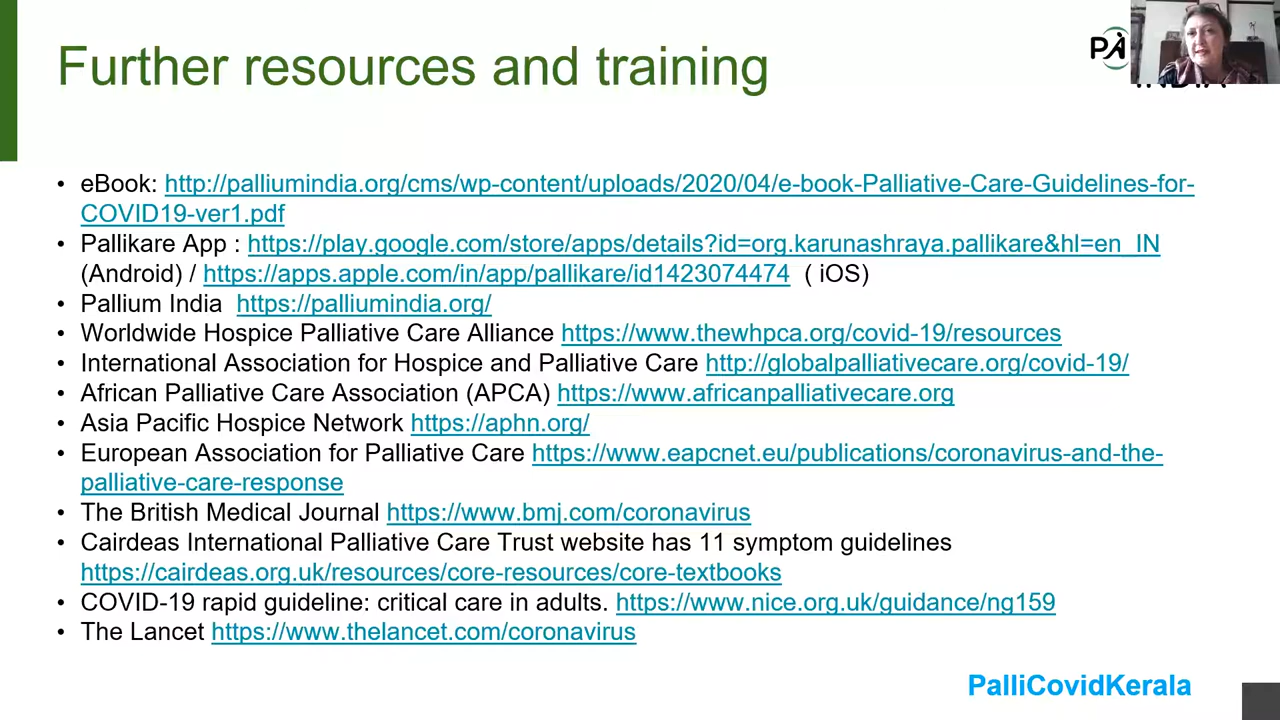 Further resources and training
INDIA
• eBook: http://palliumindia.org/cms/wp-content/uploads/2020/04/e-book-Palliative-Care-Guidelines-for-
COVID19-ver1.pdf
• Pallikare App : https://play.google.com/store/apps/details?id=org.karunashraya.pallikare&hl=en_IN
(Android) / https://apps.apple.com/in/app/pallikare/id1423074474 ( iOS)
• Pallium India https://palliumindia.org/
• Worldwide Hospice Palliative Care Alliance https://www.thewhpca.org/covid-19/resources
• International Association for Hospice and Palliative Care http://globalpalliativecare.org/covid-19/
• African Palliative Care Association (APCA) https://www.africanpalliativecare.org
• Asia Pacific Hospice Network https://aphn.org/
• European Association for Palliative Care https://www.eapcnet.eu/publications/coronavirus-and-the-
palliative-care-response
• The British Medical Journal https://www.bmj.com/coronavirus
• Cairdeas International Palliative Care Trust website has 11 symptom guidelines
https://cairdeas.org.uk/resources/core-resources/core-textbooks
• COVID-19 rapid guideline: critical care in adults. https://www.nice.org.uk/guidance/ng159
• The Lancet https://www.thelancet.com/coronavirus
PalliCovidKerala